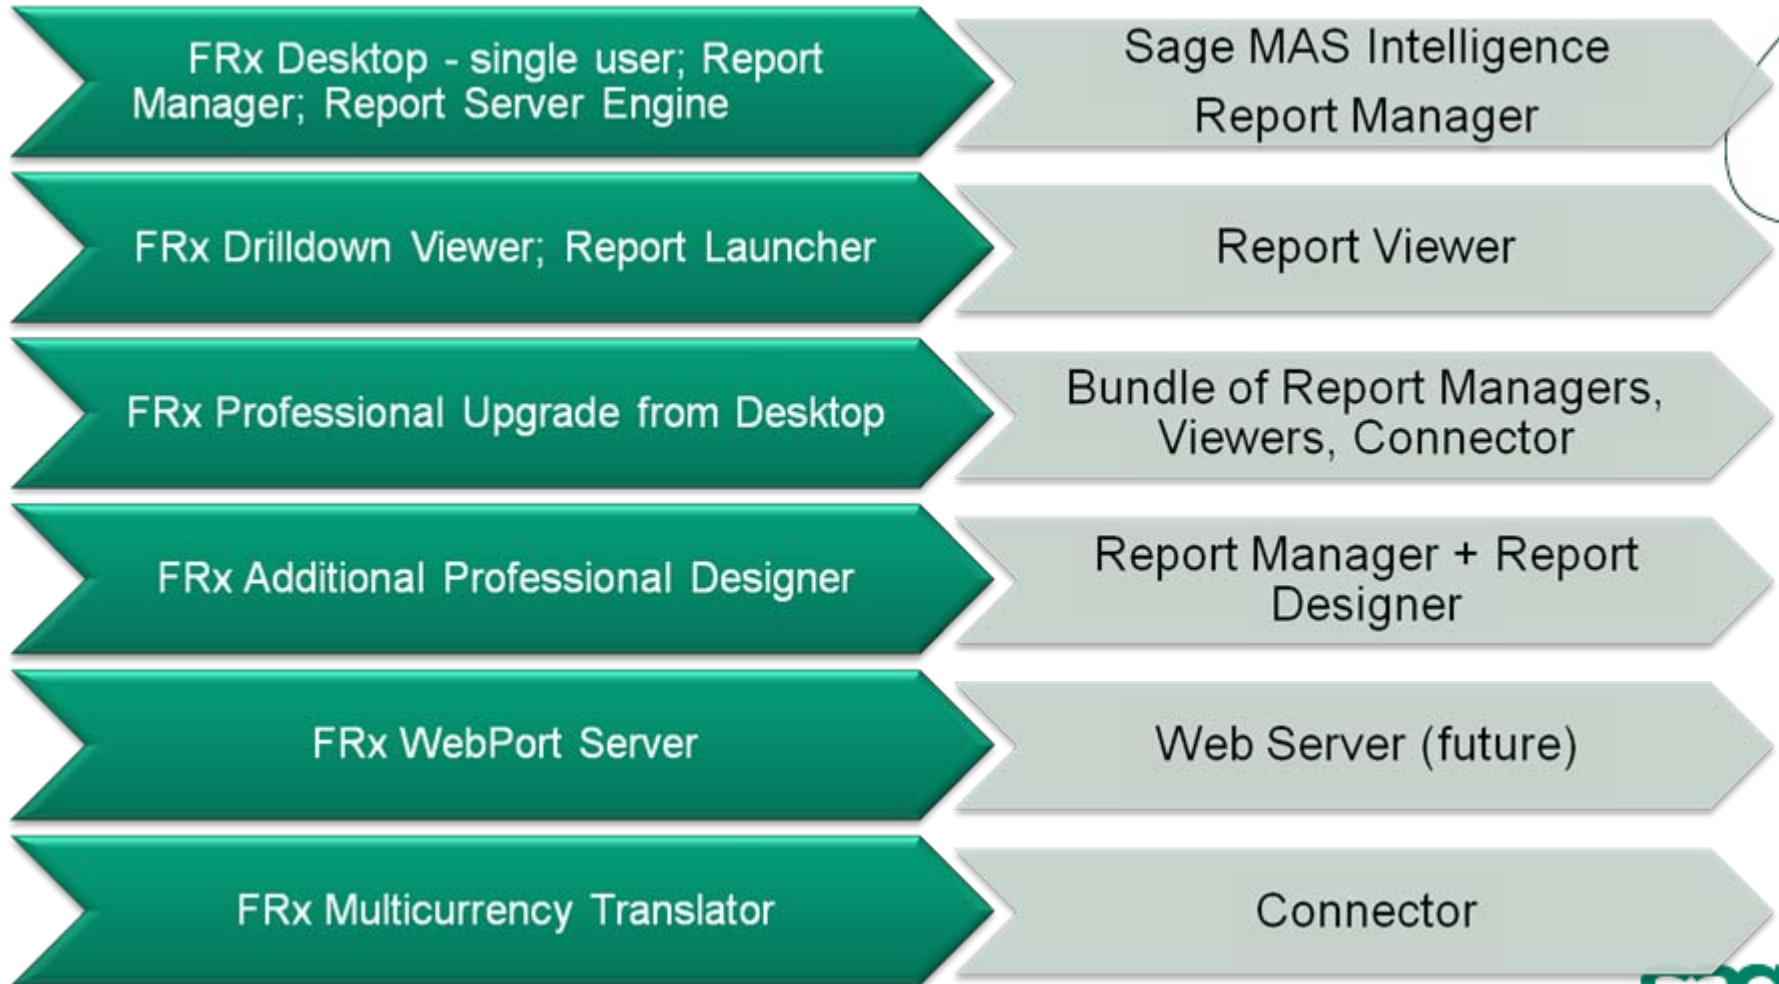 FRx Desktop - single user; Report
Manager; Report Server Engine
Sage MAS Intelligence
Report Manager
FRx Drilldown Viewer; Report Launcher
Report Viewer
FRx Professional Upgrade from Desktop
Bundle of Report Managers,
Viewers, Connector
FRx Additional Professional Designer
Report Manager + Report
Designer
FRx WebPort Server
Web Server (future)
FRx Multicurrency Translator
Connector